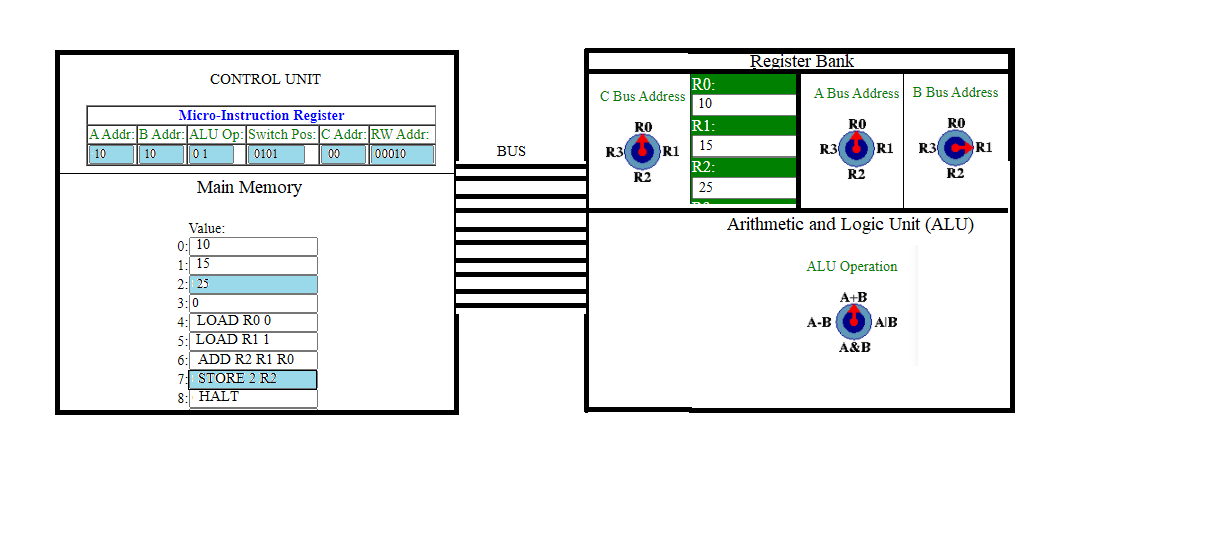 CONTROL UNIT
Micro-Instruction Register
A Addr: B Addr: ALU Op: Switch Pos: C Addr: RW Addr:
10 10 0 1 0101 00 00010
Main Memory
Value:
0: 10
1: 15
2: 25
3: 0
4: LOAD R0 0
5: LOAD R1 1
6: ADD R2 R1 R0
7: STORE 2 R2
8: HALT
BUS
Register Bank
C Bus Address
R0
R3 R1
R2
R0:
10
R1:
15
R2:
25
A Bus Address
R0
R3 R1
R2
B Bus Address
R0
R3 R1
R2
Arithmetic and Logic Unit (ALU)
ALU Operation
A+B
A-B A|B
A&B